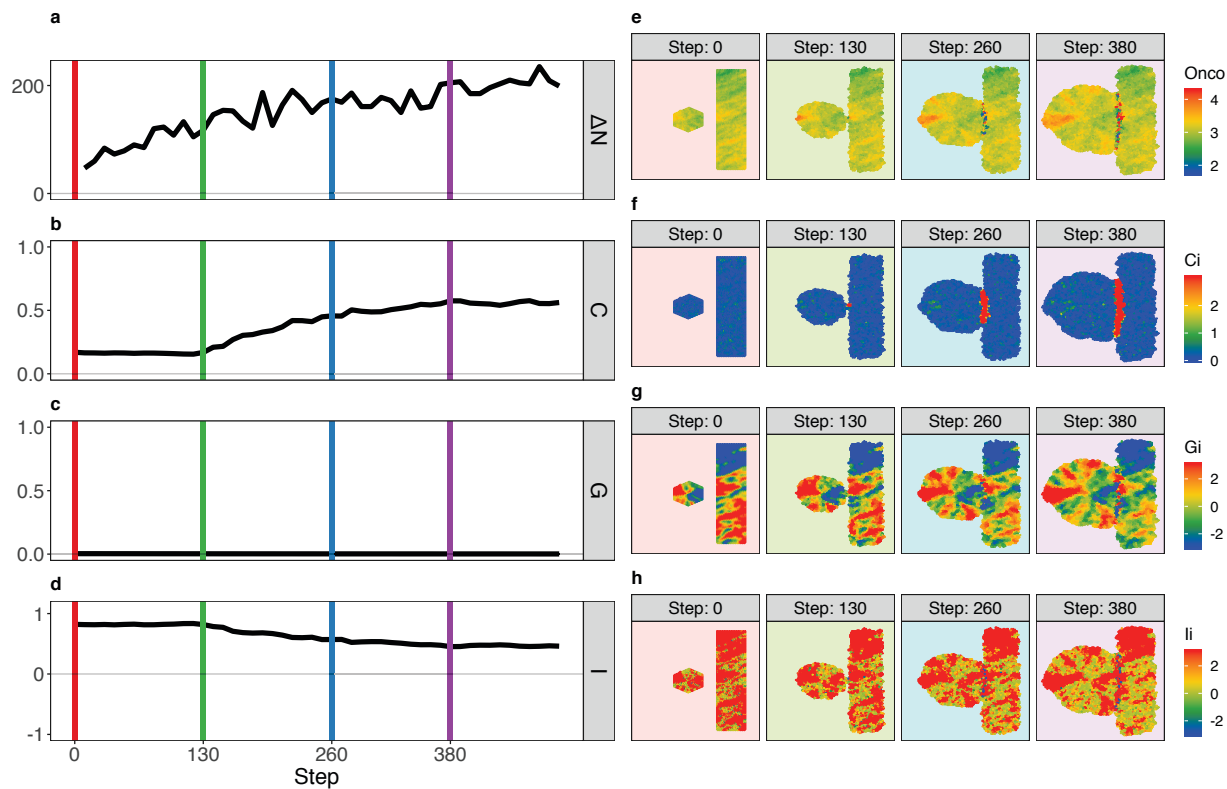 a
200
0
ΔN
b
1.0
0.5
0.0
C
c
1.0
0.5
0.0
G
d
1
0
-1
I
0
130
260
380
Step
e
Step: 0
Step: 130
Step: 260
Step: 380
Onco
4
3
2
f
Step: 0
Step: 130
Step: 260
Step: 380
Ci
2
1
0
g
Step: 0
Step: 130
Step: 260
Step: 380
Gi
2
0
-2
h
Step: 0
Step: 130
Step: 260
Step: 380
Ii
2
0
-2